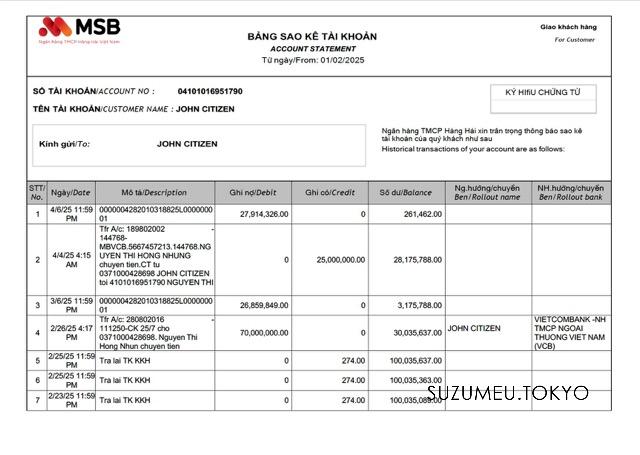 MSB
Ngân hàng TMCP Hàng Hải Việt Nam
BẢNG SAO KÊ TÀI KHOẢN
ACCOUNT STATEMENT
Từ ngày/From: 01/02/2025
Giao khách hàng
For Customer
SỐ TÀI KHOẢN/ACCOUNT NO : 04101016951790
TÊN TÀI KHOẢN/CUSTOMER NAME : JOHN CITIZEN
KÝ HIfiU CHỨNG TỪ
Kính gửi/To: JOHN CITIZEN
Ngân hàng TMCP Hàng Hải xin trân trọng thông báo sao kê
tài khoản của quý khách như sau
Historical transactions of your account are as follows:
STT/ No. Ngày/Date Mô tả/Description Ghi nợ/Debit Ghi có/Credit Số dư/Balance Ng.hưởng/chuyển Ben/Rollout name NH.hưởng/chuyển Ben/Rollout bank
1 4/6/25 11:59 PM 0000004282010318825L0000000 01 27,914,326.00 0 261,462.00
2 4/4/25 4:15 AM
Tfr A/c: 189802002 -
144768-
MBVCB.5667457213.144768.NG
UYEN THI HONG NHUNG
chuyen tien.CT tu
0371000428698 JOHN CITIZEN
toi 4101016951790 NGUYEN THI
0 25,000,000.00 28,175,788.00
3 3/6/25 11:59 PM 0000004282010318825L0000000 01 26,859,849.00 0 3,175,788.00
4 2/26/25 4:17 PM
Tfr A/c: 280802016 -
111250-CK 25/7 cho
0371000428698. Nguyen Thi
Hong Nhun chuyen tien
70,000,000.00 0 30,035,637.00 JOHN CITIZEN
VIETCOMBANK -NH
TMCP NGOAI
THUONG VIET NAM
(VCB)
5 2/25/25 11:59 PM Tra lai TK KKH 0 274.00 100,035,637.00
6 2/25/25 11:59 PM Tra lai TK KKH 0 274.00 100,035,363.00
7 2/23/25 11:59 PM Tra lai TK KKH 0 274.00
SUZUMEU.TOKYO